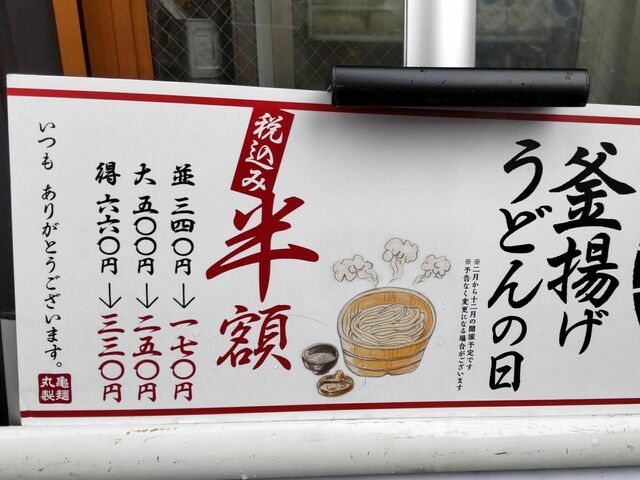 釜揚げ
うどんの日
※二月から十二月の開催予定です
※予告なく変更になる場合がございます
税込み
半額
並 三四〇円→一七〇円
大 五〇〇円→二五〇円
得 六六〇円→三三〇円
いつも ありがとうございます。
丸亀
製麺